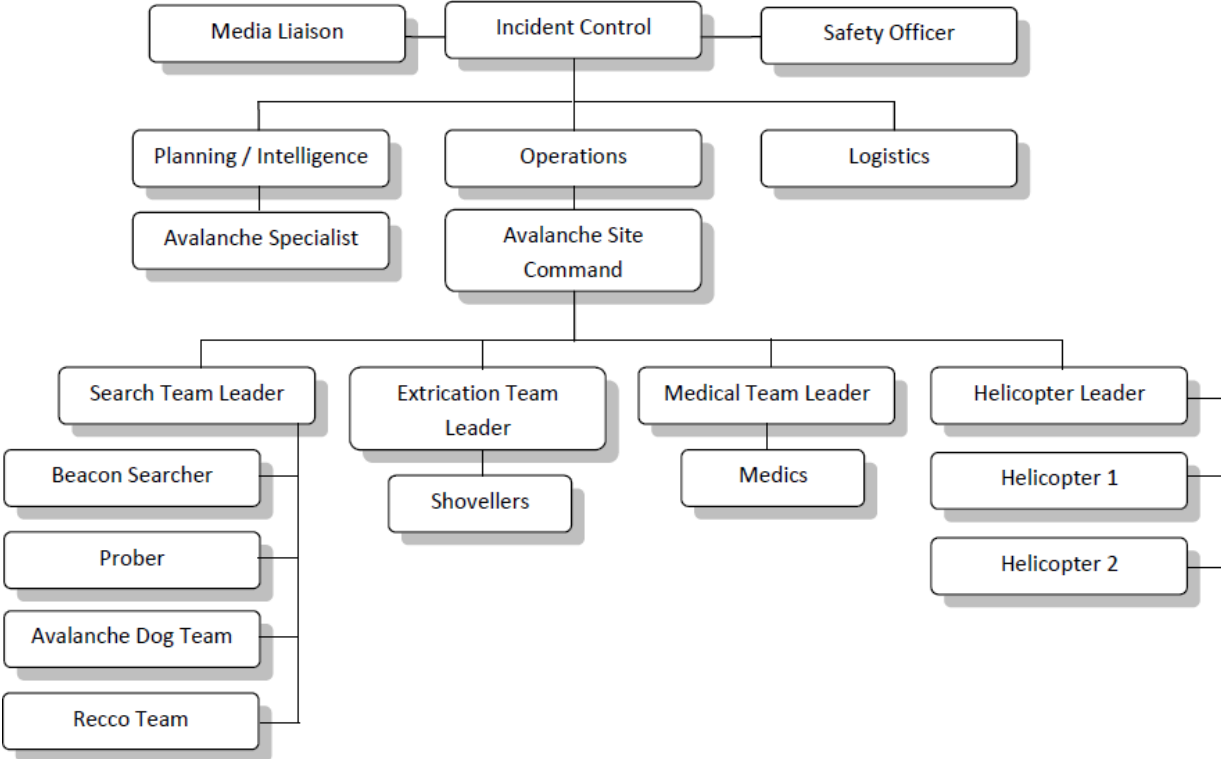 Media Liaison
Incident Control
Safety Officer
Planning / Intelligence
Operations
Logistics
Avalanche Specialist
Avalanche Site
Command
Search Team Leader
Extrication Team
Leader
Medical Team Leader
Helicopter Leader
Beacon Searcher
Shovellers
Medics
Helicopter 1
Prober
Helicopter 2
Avalanche Dog Team
Recco Team